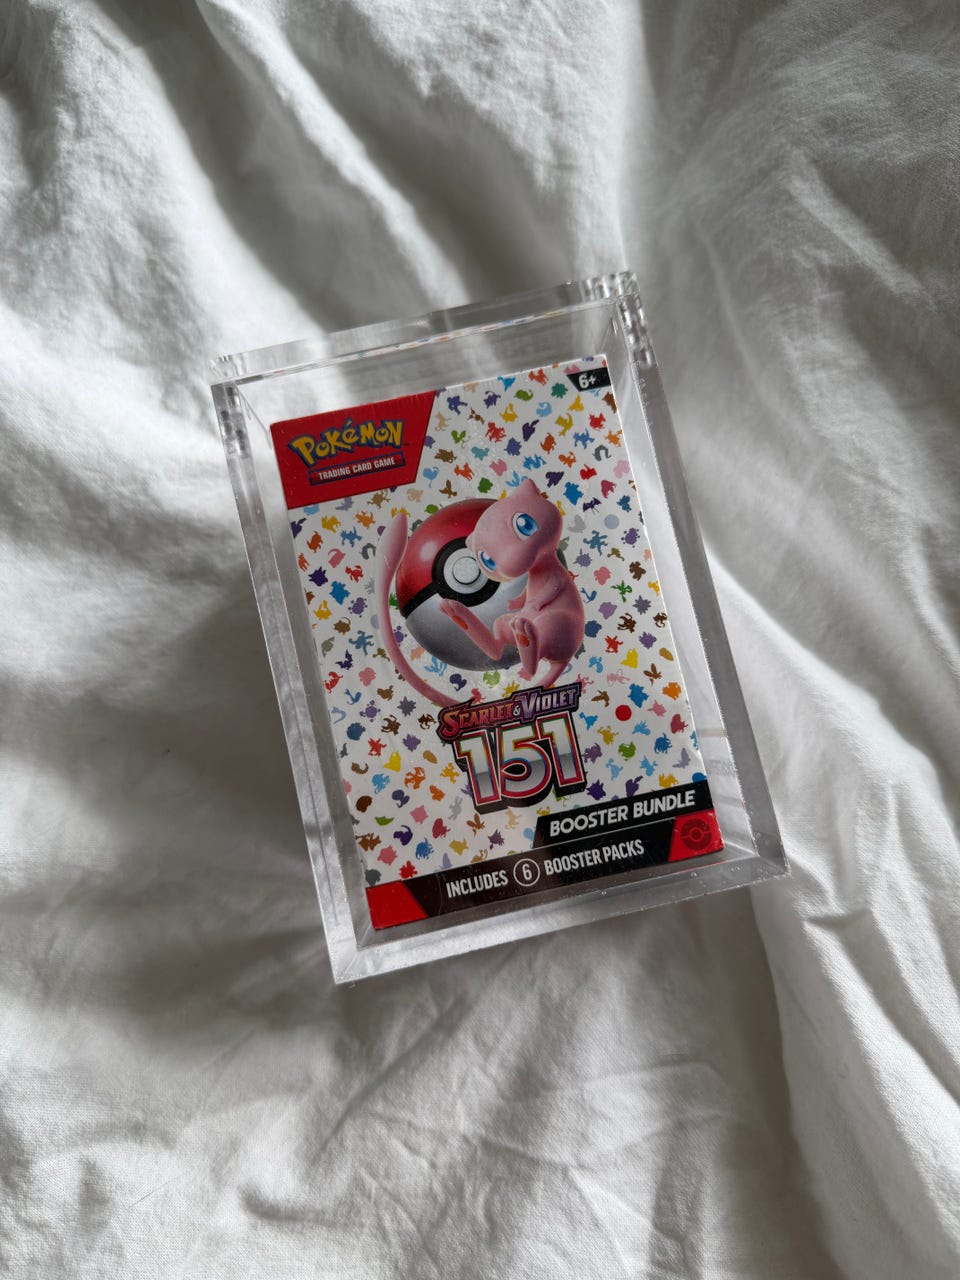 6+
POKéMON
TRADING CARD GAME
SCARLET & VIOLET
151
BOOSTER BUNDLE
INCLUDES 6 BOOSTER PACKS